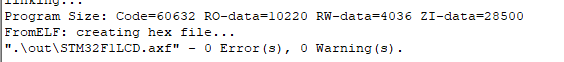 linking...
Program Size: Code=60632 RO-data=10220 RW-data=4036 ZI-data=28500
FromELF: creating hex file...
".\out\STM32F1LCD.axf" - 0 Error(s), 0 Warning(s).